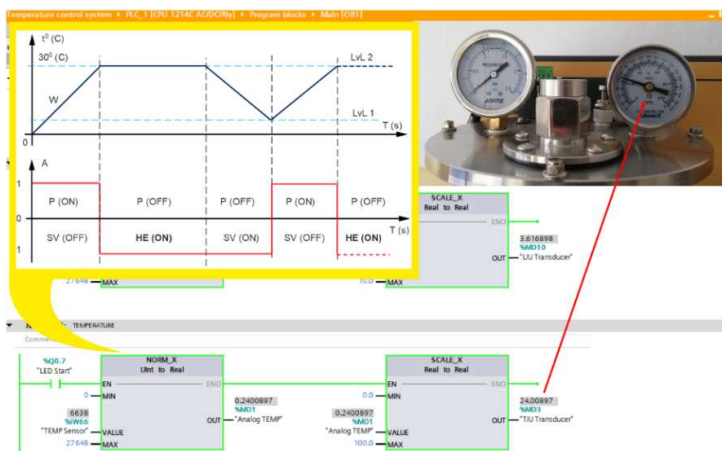 Temperature control system ▸ PLC_1 [CPU 1214C AC/DC/Rly] ▸ Program blocks ▸ Main [OB1]
t⁰ (C)
30⁰ (C)
LvL 2
W
LvL 1
0
T (s)
A
1
P (ON) P (OFF) P (OFF) P (ON) P (OFF)
0
T (s)
SV (OFF) HE (ON) SV (ON) SV (OFF) HE (ON)
1
SCALE_X
Real to Real
ENO
3.616898
%MD10
OUT "L/U Transducer"
27648 MAX
10.0 MAX
TEMPERATURE
%Q0.7
"LED Start"
NORM_X
UInt to Real
SCALE_X
Real to Real
EN ENO
EN ENO
0 MIN
0.2400897
%MD1
OUT "Analog TEMP"
0.0 MIN
24.00897
%MD3
OUT "T/U Transducer"
6638
%IW66
"TEMP Sensor" VALUE
0.2400897
%MD1
"Analog TEMP" VALUE
27648 MAX
100.0 MAX